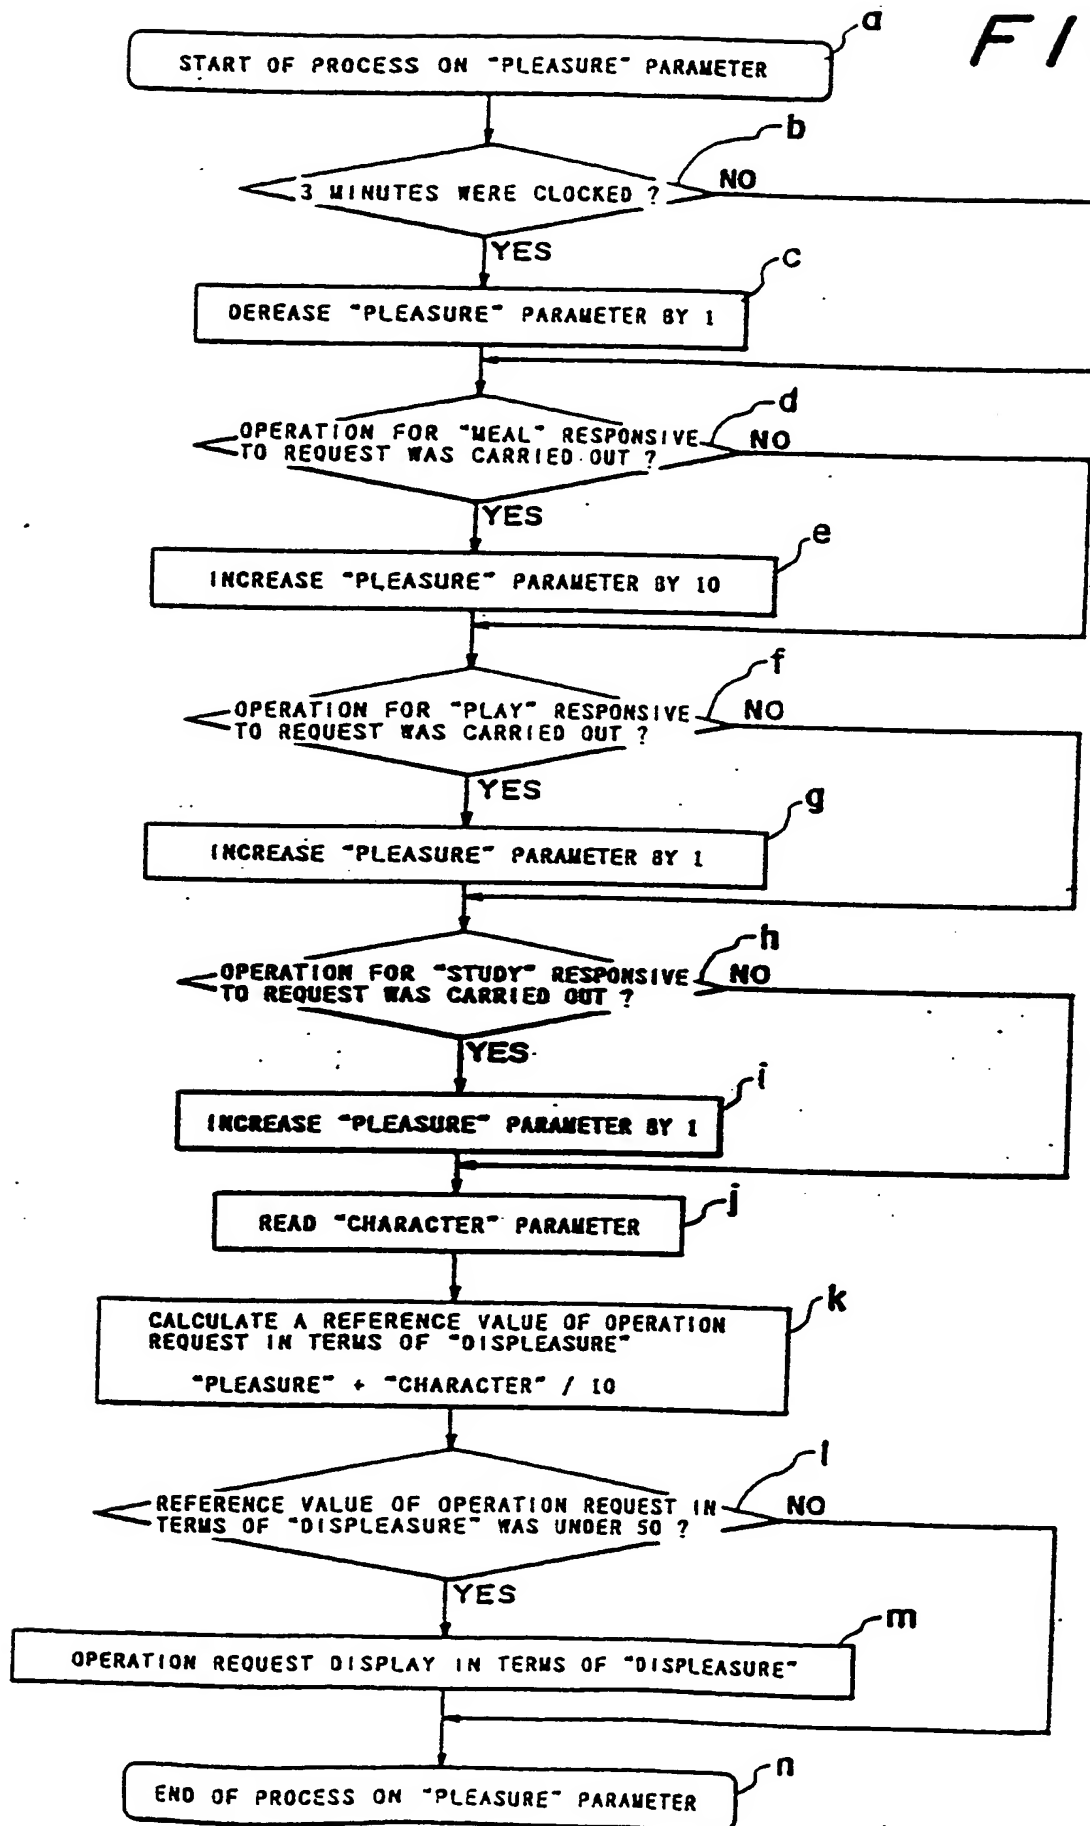 FI
a
START OF PROCESS ON "PLEASURE" PARAMETER
b
3 MINUTES WERE CLOCKED ?
NO
YES
c
DEREASE "PLEASURE" PARAMETER BY 1
d
OPERATION FOR "MEAL" RESPONSIVE
TO REQUEST WAS CARRIED OUT ?
NO
YES
e
INCREASE "PLEASURE" PARAMETER BY 10
f
OPERATION FOR "PLAY" RESPONSIVE
TO REQUEST WAS CARRIED OUT ?
NO
YES
g
INCREASE "PLEASURE" PARAMETER BY 1
h
OPERATION FOR "STUDY" RESPONSIVE
TO REQUEST WAS CARRIED OUT ?
NO
YES
i
INCREASE "PLEASURE" PARAMETER BY 1
j
READ "CHARACTER" PARAMETER
k
CALCULATE A REFERENCE VALUE OF OPERATION
REQUEST IN TERMS OF "DISPLEASURE"
"PLEASURE" + "CHARACTER" / 10
l
REFERENCE VALUE OF OPERATION REQUEST IN
TERMS OF "DISPLEASURE" WAS UNDER 50 ?
NO
YES
m
OPERATION REQUEST DISPLAY IN TERMS OF "DISPLEASURE"
n
END OF PROCESS ON "PLEASURE" PARAMETER